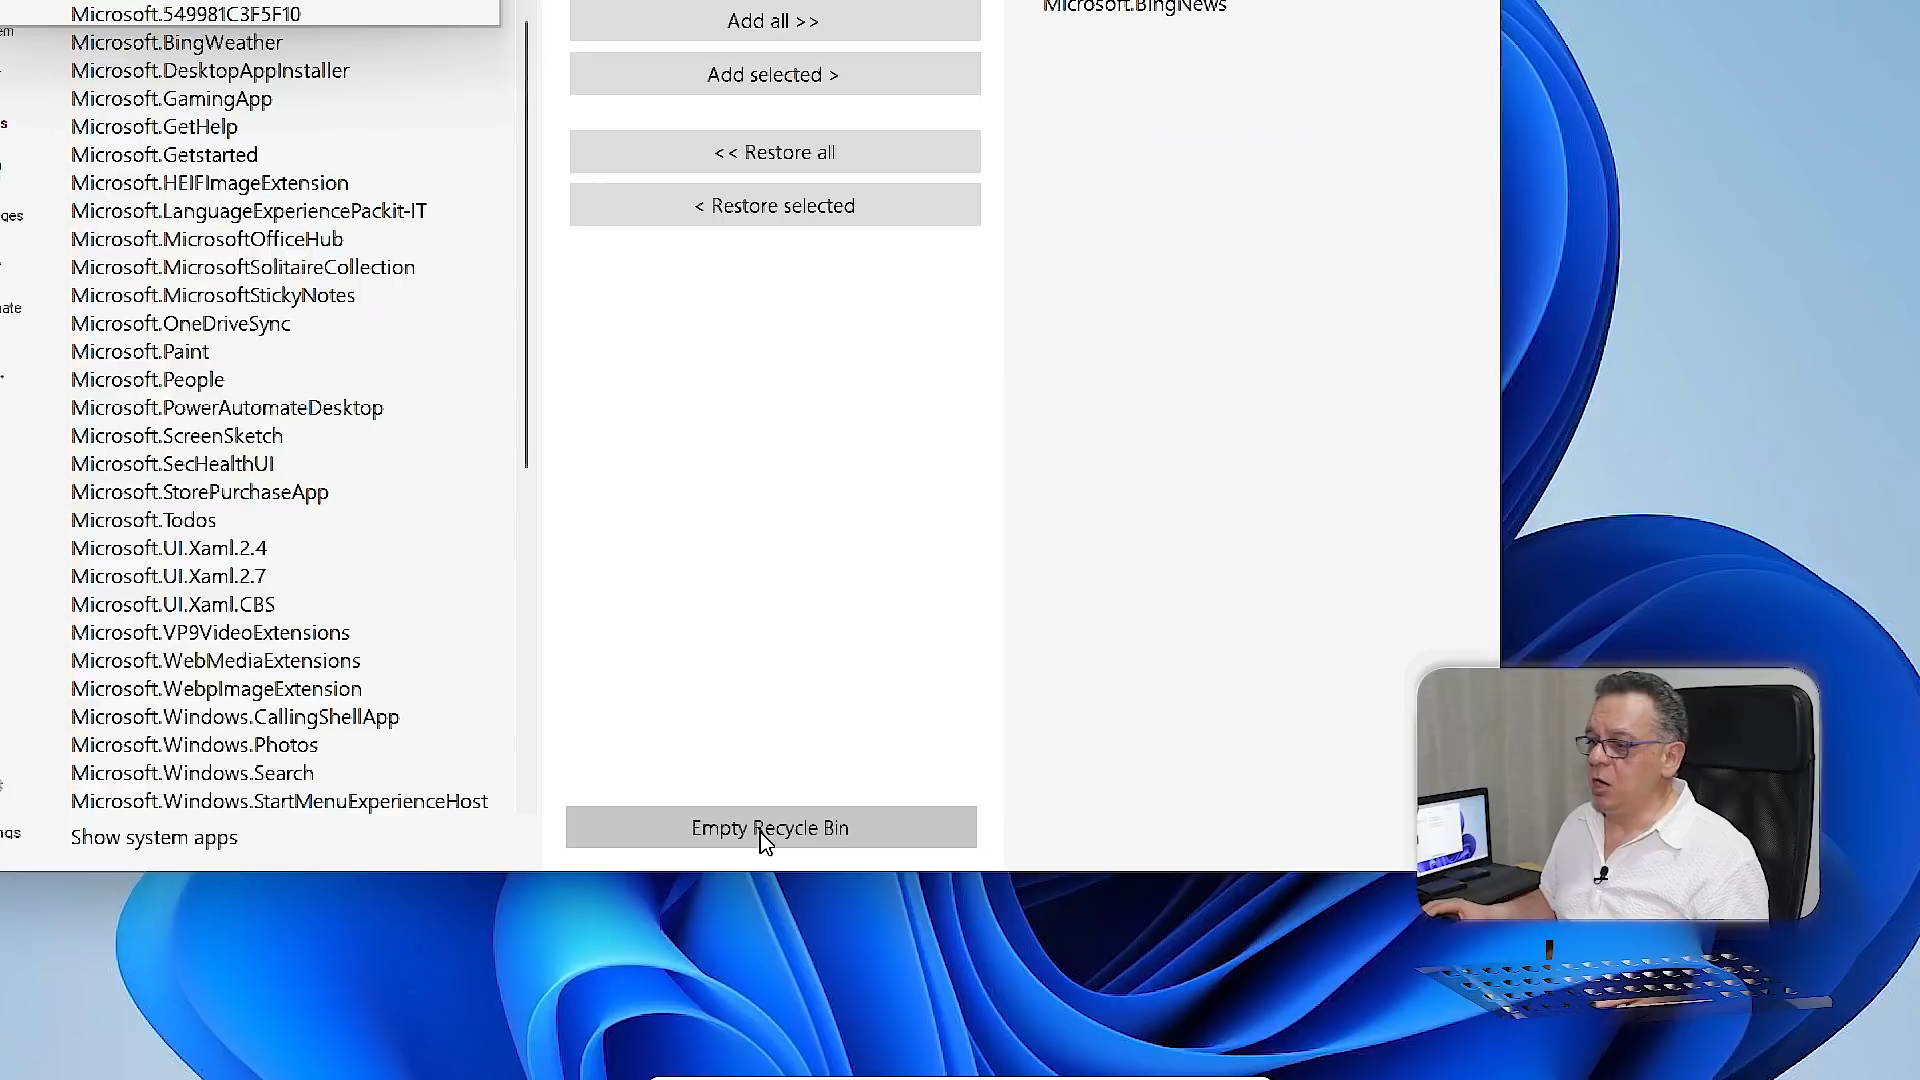 Microsoft.549981C3F5F10
Microsoft.BingWeather
Microsoft.DesktopAppInstaller
Microsoft.GamingApp
Microsoft.GetHelp
Microsoft.Getstarted
Microsoft.HEIFImageExtension
Microsoft.LanguageExperiencePackit-IT
Microsoft.MicrosoftOfficeHub
Microsoft.MicrosoftSolitaireCollection
Microsoft.MicrosoftStickyNotes
Microsoft.OneDriveSync
Microsoft.Paint
Microsoft.People
Microsoft.PowerAutomateDesktop
Microsoft.ScreenSketch
Microsoft.SecHealthUI
Microsoft.StorePurchaseApp
Microsoft.Todos
Microsoft.UI.Xaml.2.4
Microsoft.UI.Xaml.2.7
Microsoft.UI.Xaml.CBS
Microsoft.VP9VideoExtensions
Microsoft.WebMediaExtensions
Microsoft.WebpImageExtension
Microsoft.Windows.CallingShellApp
Microsoft.Windows.Photos
Microsoft.Windows.Search
Microsoft.Windows.StartMenuExperienceHost
Show system apps
Add all >>
Add selected >
<< Restore all
< Restore selected
Empty Recycle Bin
Microsoft.BingNews